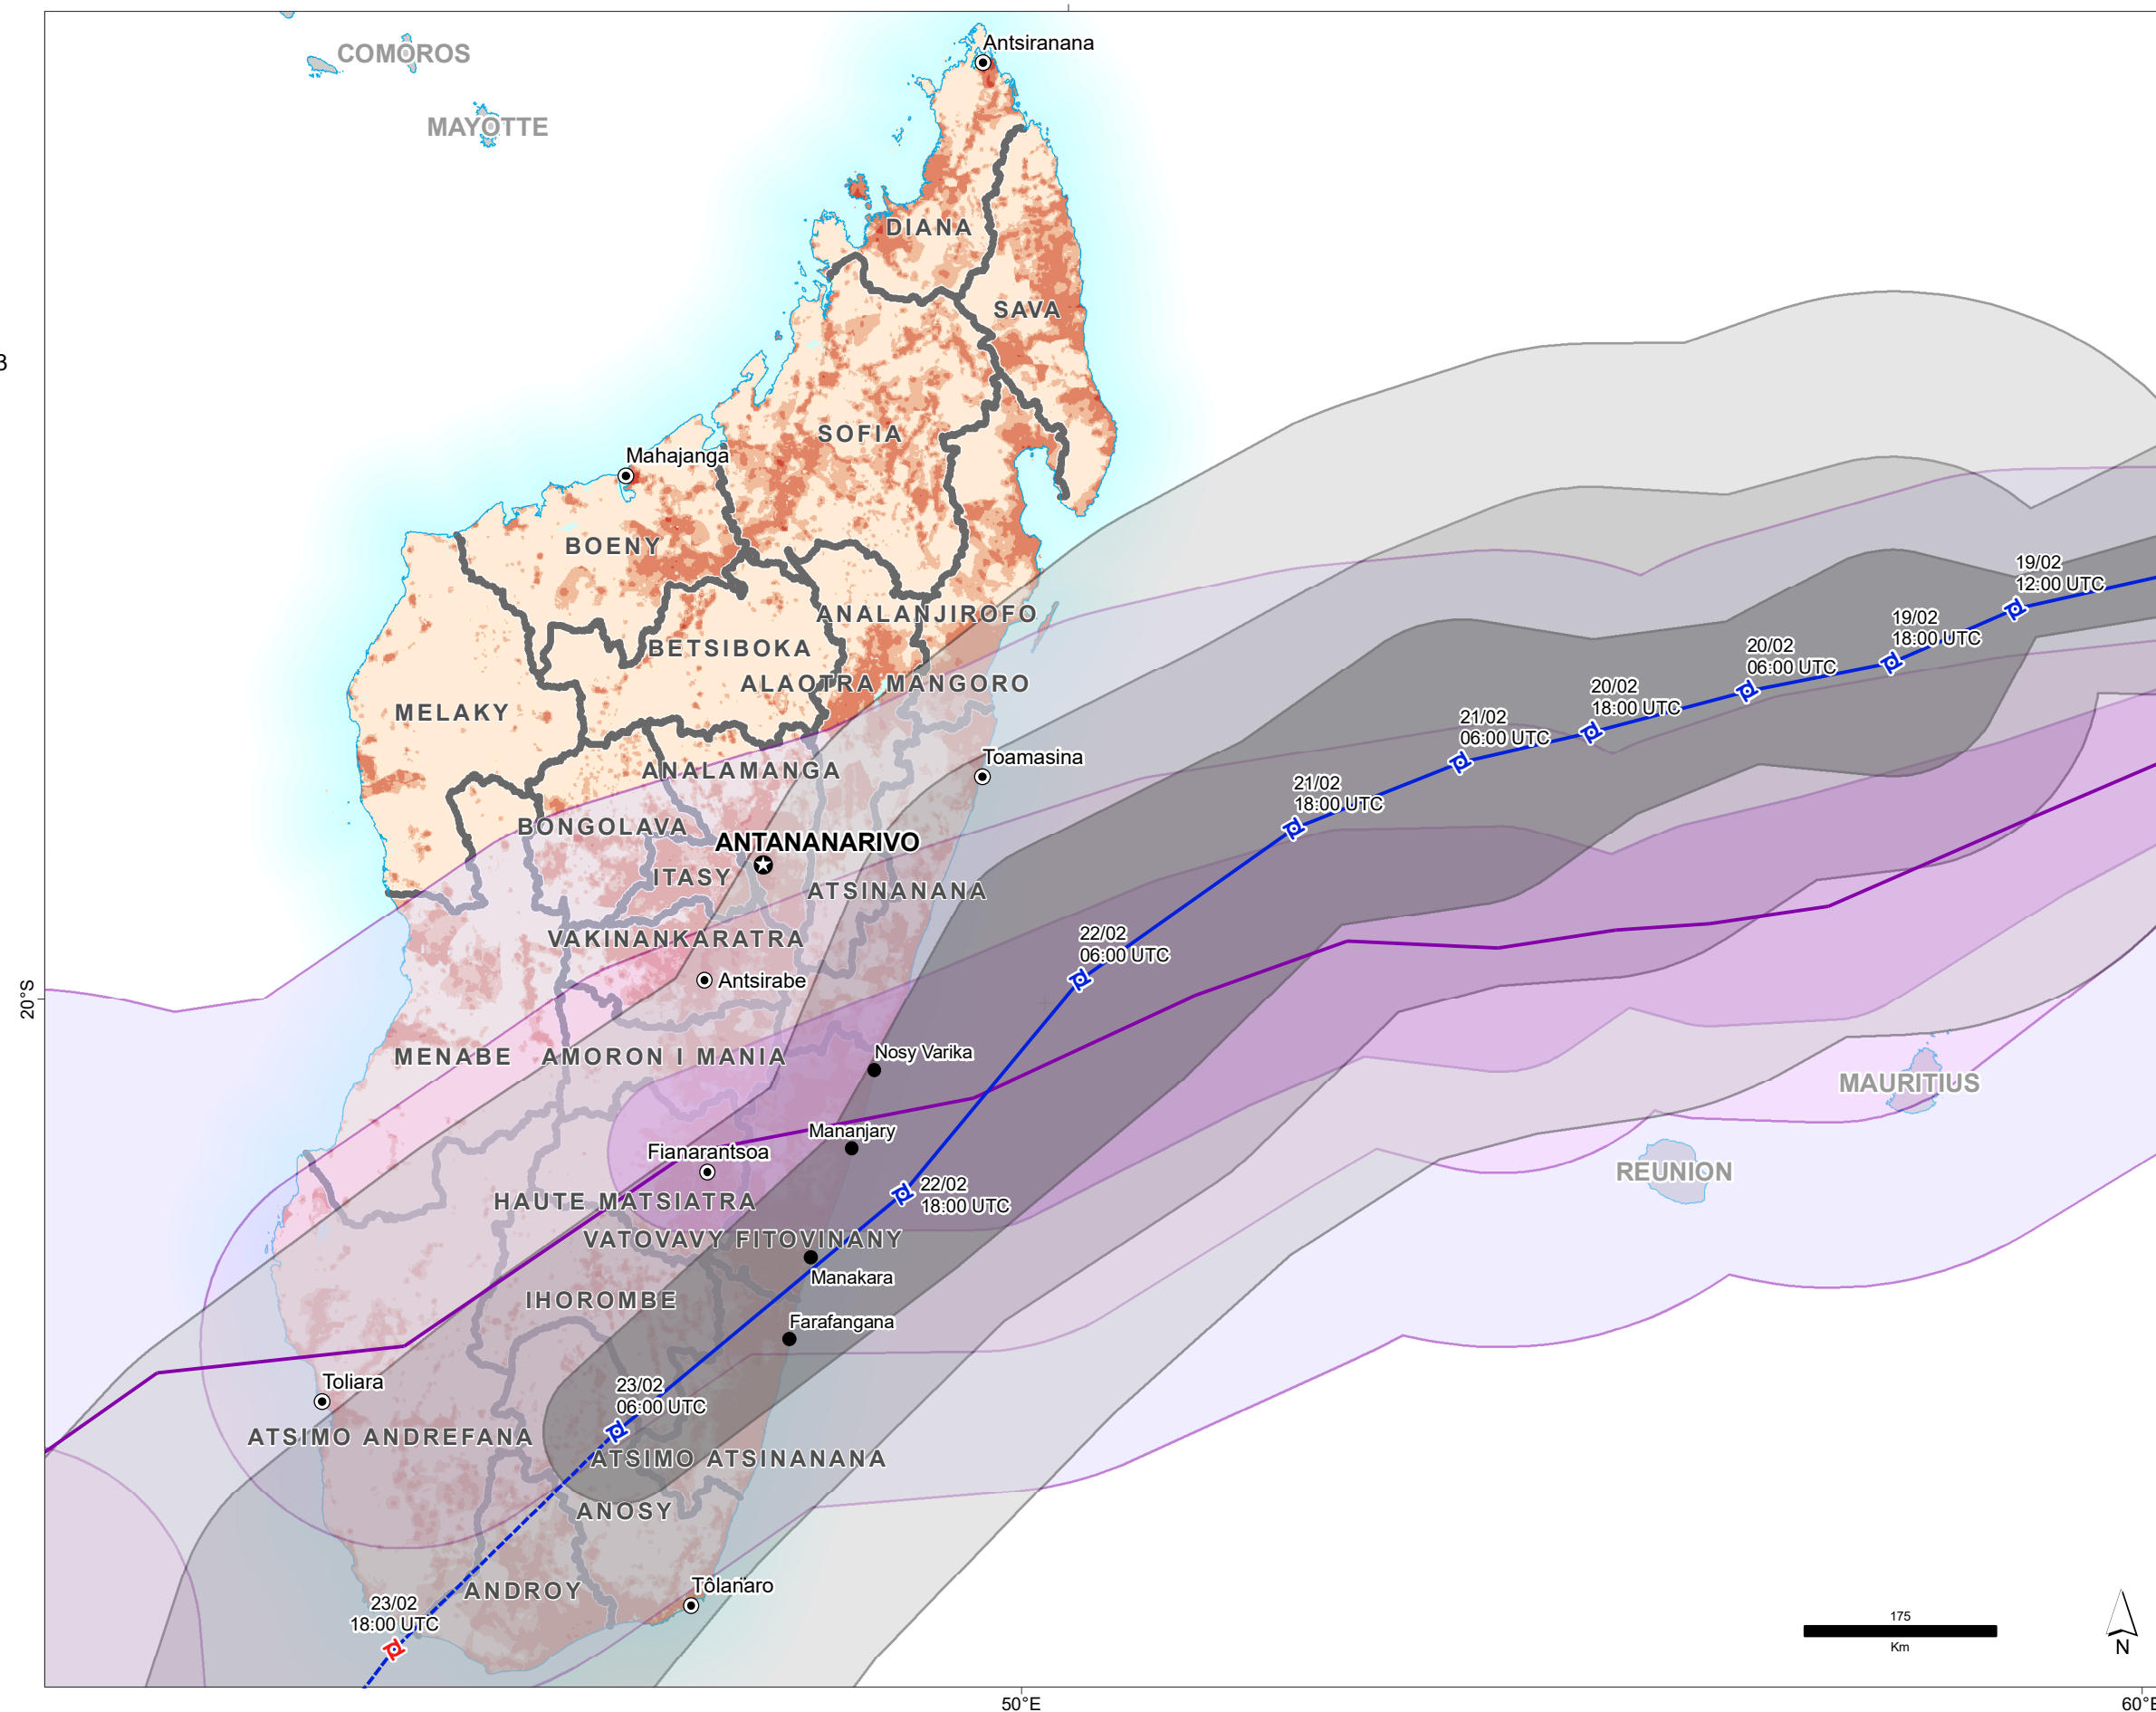 Antsiranana
COMOROS
MAYOTTE
DIANA
SAVA
3
SOFIA
Mahajanga
BOENY
19/02
12:00 UTC
ANALANJIROFO
19/02
18:00 UTC
BETSIBOKA
20/02
06:00 UTC
ALAOTRA MANGORO
20/02
18:00 UTC
MELAKY
21/02
06:00 UTC
Toamasina
ANALAMANGA
21/02
18:00 UTC
BONGOLAVA
ANTANANARIVO
ITASY
ATSINANANA
VAKINANKARATRA
22/02
06:00 UTC
Antsirabe
20°S
MENABE
AMORON I MANIA
Nosy Varika
MAURITIUS
Mananjary
Fianarantsoa
REUNION
HAUTE MATSIATRA
22/02
18:00 UTC
VATOVAVY FITOVINANY
Manakara
IHOROMBE
Farafangana
Toliara
23/02
06:00 UTC
ATSIMO ANDREFANA
ATSIMO ATSINANANA
ANOSY
ANDROY
Tôlan̈aro
23/02
18:00 UTC
175
Km
N
50°E
60°E